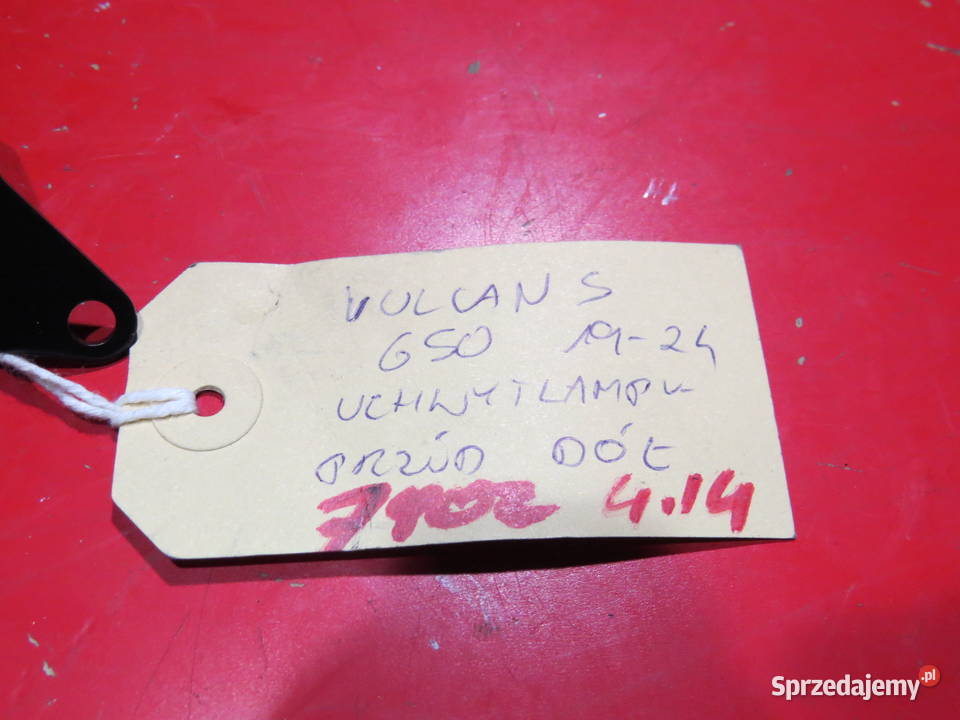 VULCAN S
650 19-24
UCHWYT LAMPY
PRZÓD DÓŁ
4.14
Sprzedajemy.pl